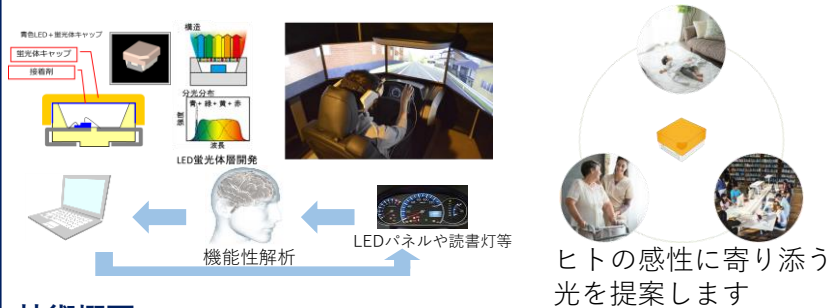 青色LED+蛍光体キャップ
蛍光体キャップ
接着剤
構造
分光分布
青+緑+黄+赤
強度
波長
LED蛍光体層開発
機能性解析
LEDパネルや読書灯等
ヒトの感性に寄り添う
光を提案します